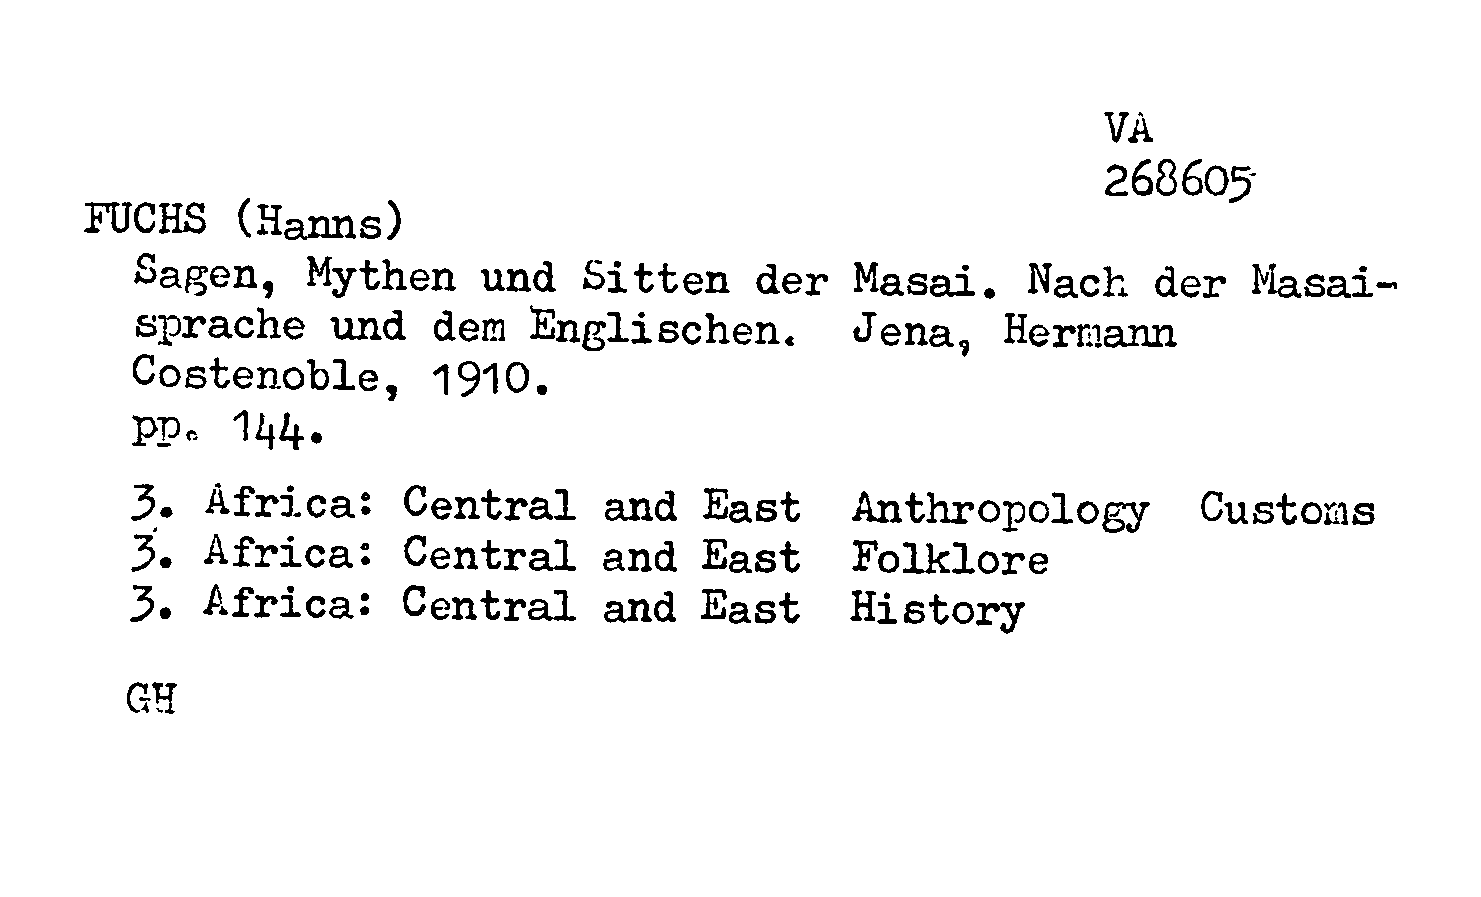 VA
268605
FUCHS (Hanns)
Sagen, Mythen und Sitten der Masai. Nach der Masai-
sprache und dem Englischen. Jena, Hermann
Costenoble, 1910.
pp. 144.
3. Africa: Central and East Anthropology Customs
3. Africa: Central and East Folklore
3. Africa: Central and East History
GH